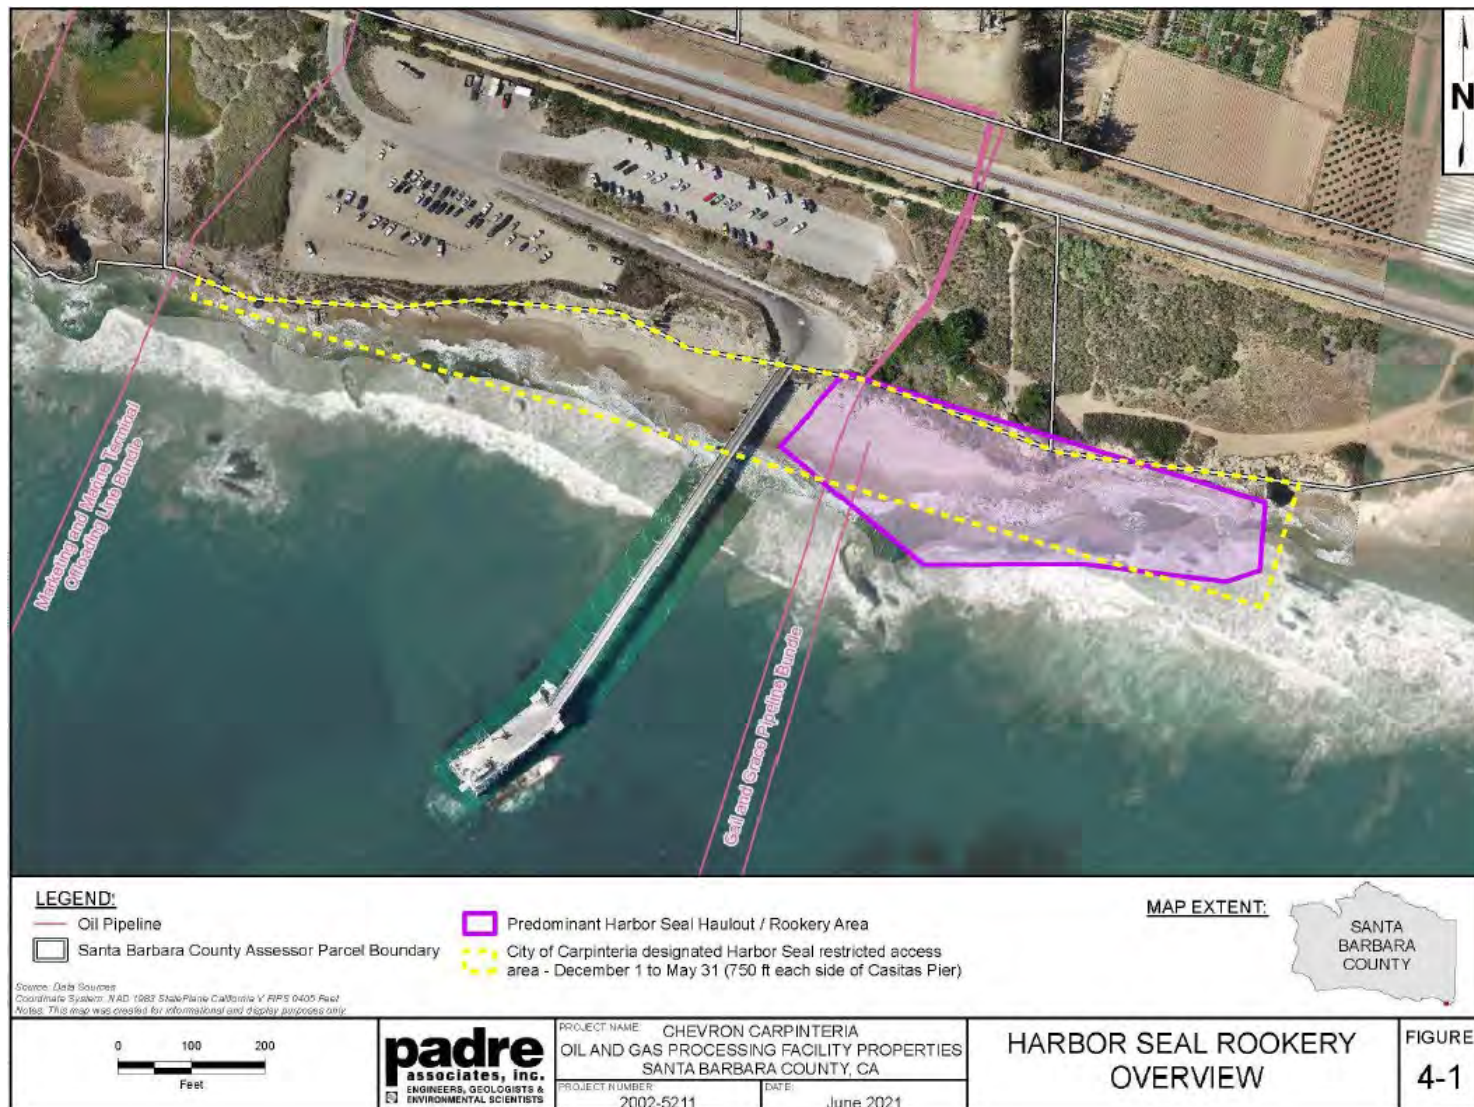 N
Marketing and Marine Terminal
Offloading Line Bundle
Gail and Grace Pipeline Bundle
LEGEND:
Oil Pipeline
Santa Barbara County Assessor Parcel Boundary
Predominant Harbor Seal Haulout / Rookery Area
City of Carpinteria designated Harbor Seal restricted access
area - December 1 to May 31 (750 ft each side of Casitas Pier)
MAP EXTENT:
SANTA
BARBARA
COUNTY
Source: Data Sources
Coordinate System: NAD 1983 StatePlane California V FIPS 0405 Feet
Notes: This map was created for informational and display purposes only.
0 100 200
Feet
padre
associates, inc.
ENGINEERS, GEOLOGISTS &
ENVIRONMENTAL SCIENTISTS
PROJECT NAME: CHEVRON CARPINTERIA
OIL AND GAS PROCESSING FACILITY PROPERTIES
SANTA BARBARA COUNTY, CA
PROJECT NUMBER:
2002-5211
DATE:
June 2021
HARBOR SEAL ROOKERY
OVERVIEW
FIGURE
4-1